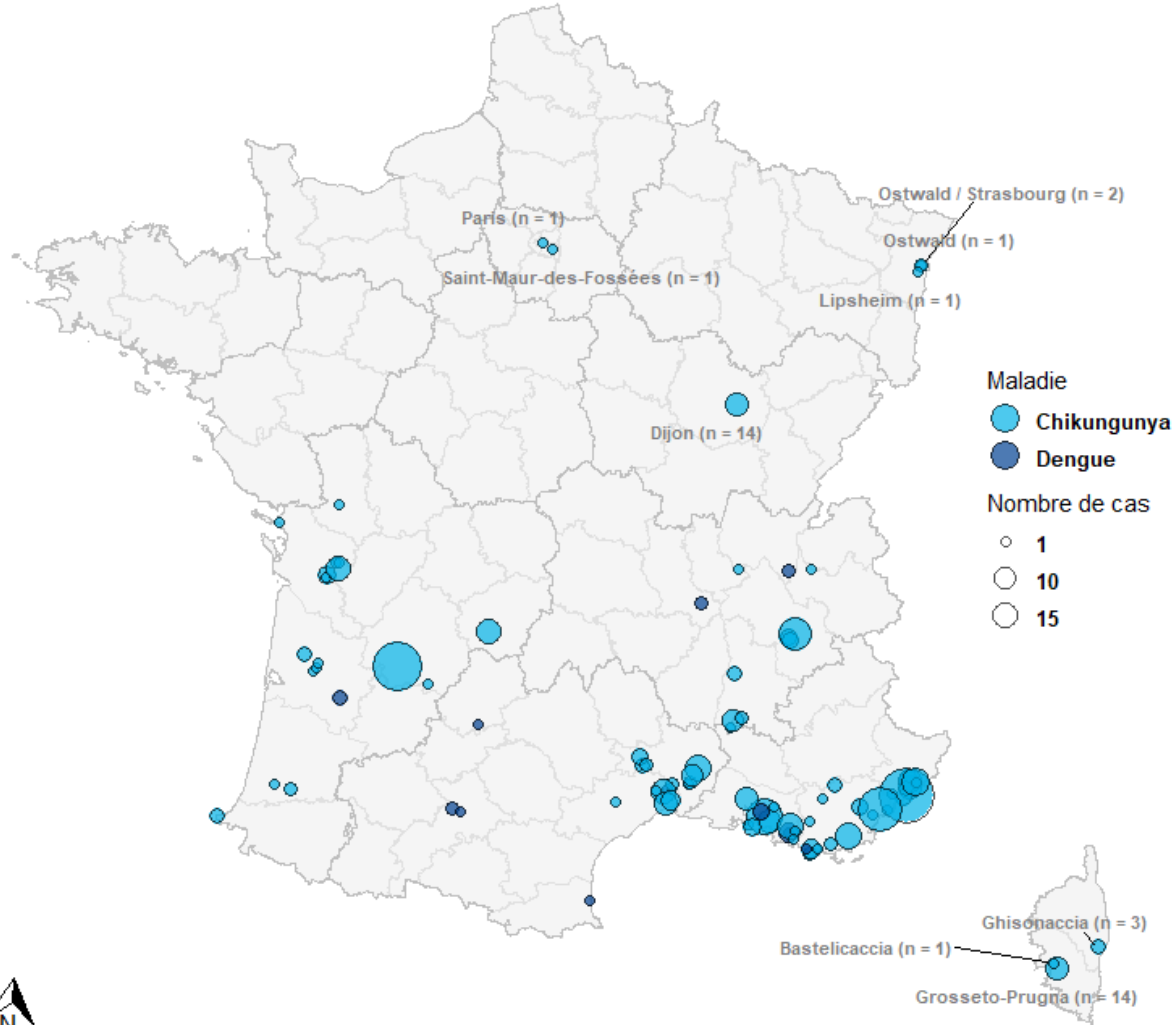 Ostwald / Strasbourg (n = 2)
Paris (n = 1)
Ostwald (n = 1)
Saint-Maur-des-Fossées (n = 1)
Lipsheim (n = 1)
Maladie
Chikungunya
Dengue
Dijon (n = 14)
Nombre de cas
1
10
15
Ghisonaccia (n = 3)
Bastelicaccia (n = 1)
Grosseto-Prugna (n = 14)
N